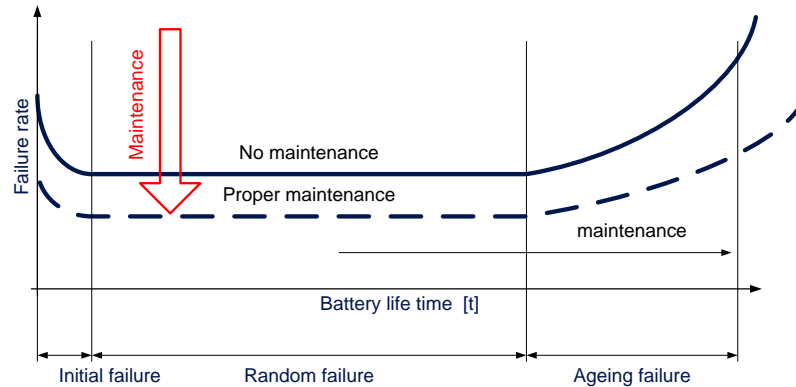 Failure rate
Maintenance
No maintenance
Proper maintenance
maintenance
Battery life time [t]
Initial failure
Random failure
Ageing failure